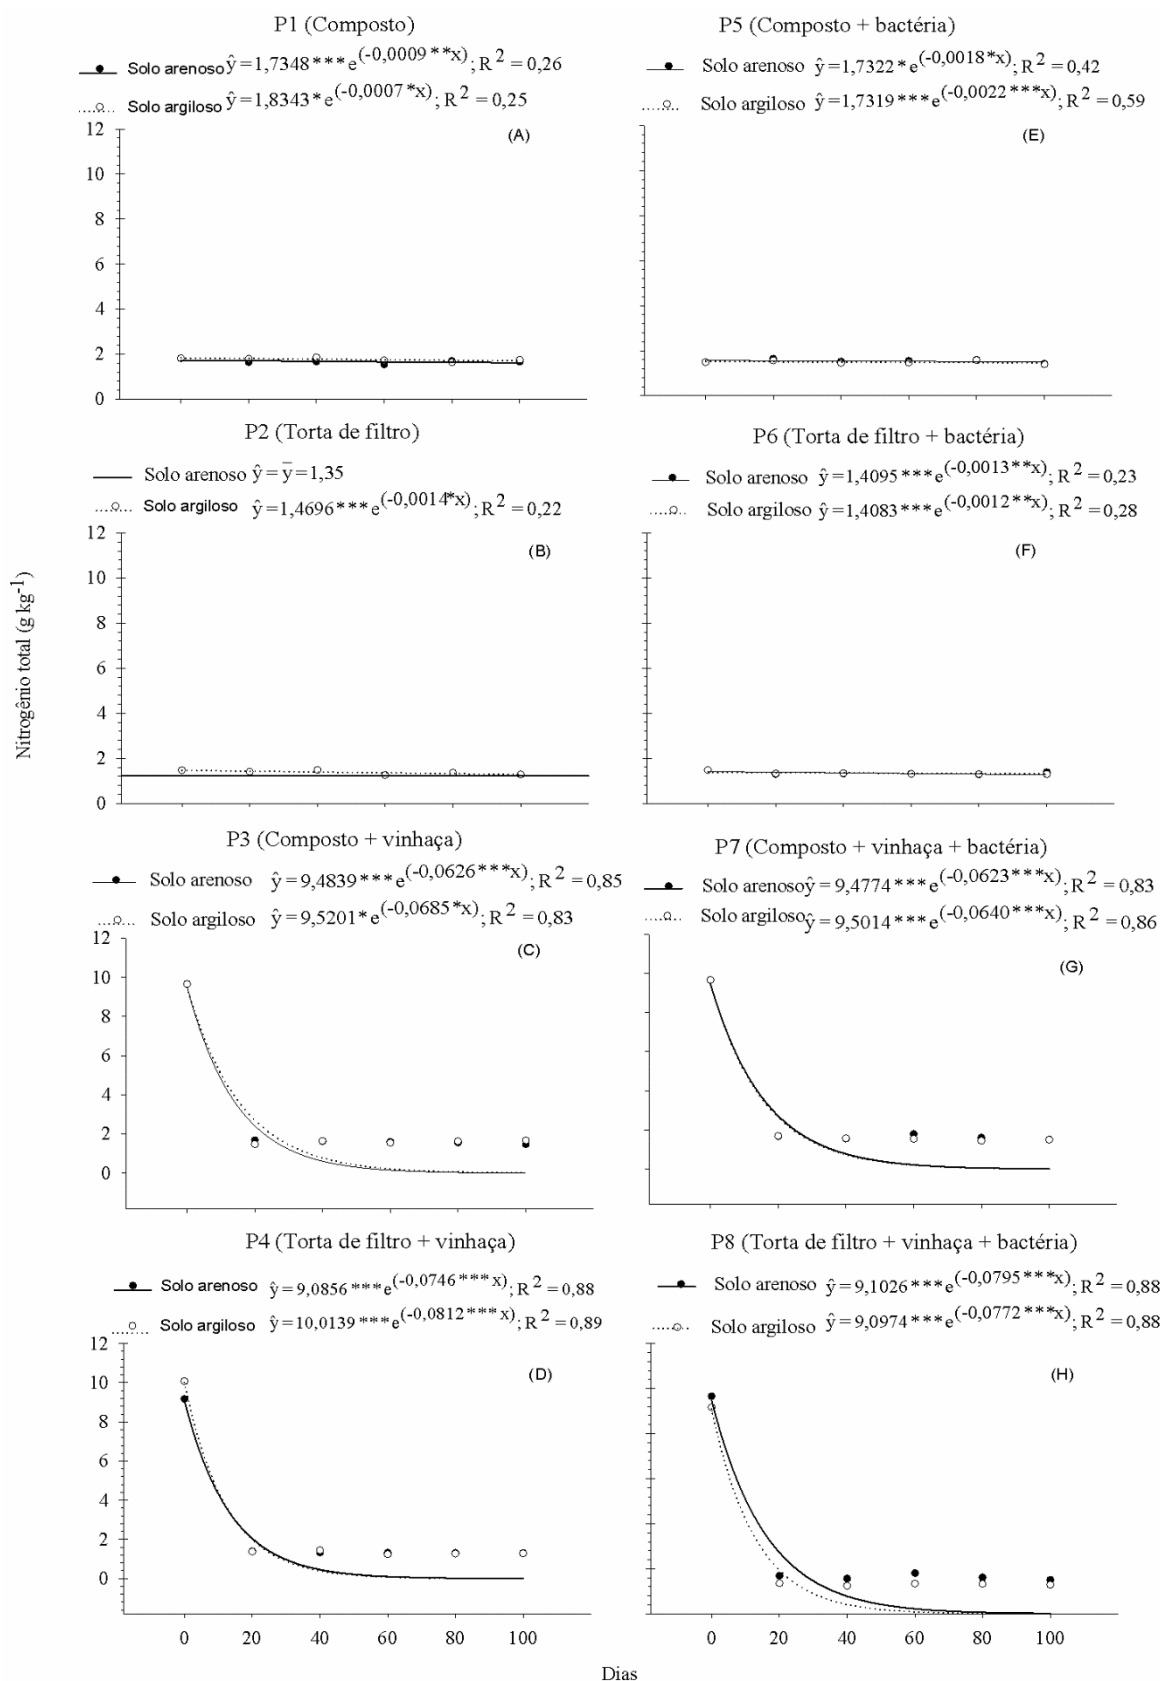 P1 (Composto)
Solo arenoso ŷ=1,7348***e^(-0,0009**x); R² = 0,26
Solo argiloso ŷ=1,8343*e^(-0,0007*x); R² = 0,25
12
(A)
10
8
6
4
2
0
P5 (Composto + bactéria)
Solo arenoso ŷ=1,7322*e^(-0,0018*x); R² = 0,42
Solo argiloso ŷ=1,7319***e^(-0,0022***x); R² = 0,59
(E)
P2 (Torta de filtro)
Solo arenoso ŷ=y̅=1,35
Solo argiloso ŷ=1,4696***e^(-0,0014*x); R² = 0,22
12
(B)
10
8
6
4
2
0
P6 (Torta de filtro + bactéria)
Solo arenoso ŷ=1,4095***e^(-0,0013**x); R² = 0,23
Solo argiloso ŷ=1,4083***e^(-0,0012**x); R² = 0,28
(F)
Nitrogênio total (g kg⁻¹)
P3 (Composto + vinhaça)
Solo arenoso ŷ=9,4839***e^(-0,0626***x); R² = 0,85
Solo argiloso ŷ=9,5201*e^(-0,0685*x); R² = 0,83
12
(C)
10
8
6
4
2
0
P7 (Composto + vinhaça + bactéria)
Solo arenoso ŷ=9,4774***e^(-0,0623***x); R² = 0,83
Solo argiloso ŷ=9,5014***e^(-0,0640***x); R² = 0,86
(G)
P4 (Torta de filtro + vinhaça)
Solo arenoso ŷ=9,0856***e^(-0,0746***x); R² = 0,88
Solo argiloso ŷ=10,0139***e^(-0,0812***x); R² = 0,89
12
(D)
10
8
6
4
2
0
0 20 40 60 80 100
P8 (Torta de filtro + vinhaça + bactéria)
Solo arenoso ŷ=9,1026***e^(-0,0795***x); R² = 0,88
Solo argiloso ŷ=9,0974***e^(-0,0772***x); R² = 0,88
(H)
0 20 40 60 80 100
Dias